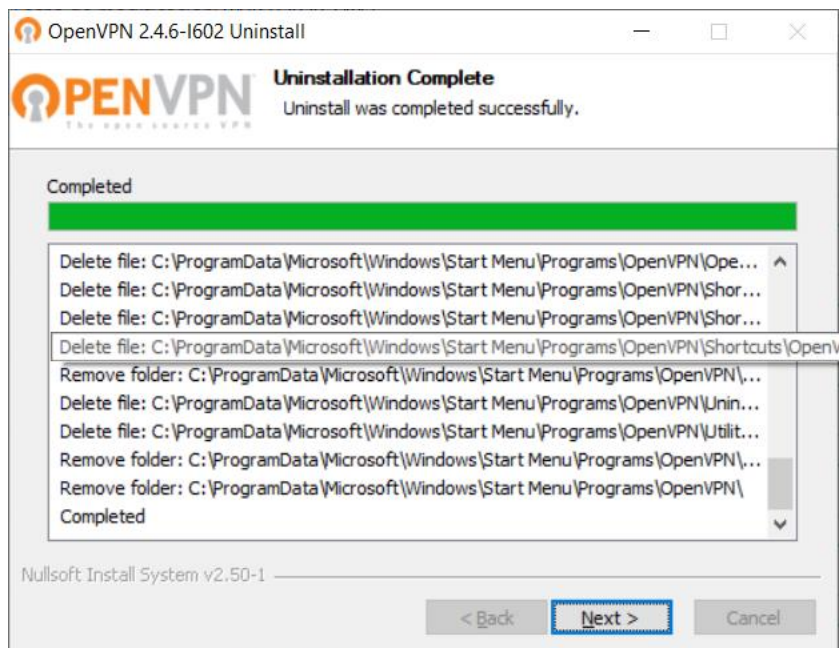 OpenVPN 2.4.6-I602 Uninstall
OPENVPN
The open source VPN
Uninstallation Complete
Uninstall was completed successfully.
Completed
Delete file: C:\ProgramData\Microsoft\Windows\Start Menu\Programs\OpenVPN\Ope...
Delete file: C:\ProgramData\Microsoft\Windows\Start Menu\Programs\OpenVPN\Shor...
Delete file: C:\ProgramData\Microsoft\Windows\Start Menu\Programs\OpenVPN\Shor...
Delete file: C:\ProgramData\Microsoft\Windows\Start Menu\Programs\OpenVPN\Shortcuts\Open
Remove folder: C:\ProgramData\Microsoft\Windows\Start Menu\Programs\OpenVPN\...
Delete file: C:\ProgramData\Microsoft\Windows\Start Menu\Programs\OpenVPN\Unin...
Delete file: C:\ProgramData\Microsoft\Windows\Start Menu\Programs\OpenVPN\Utilit...
Remove folder: C:\ProgramData\Microsoft\Windows\Start Menu\Programs\OpenVPN\...
Remove folder: C:\ProgramData\Microsoft\Windows\Start Menu\Programs\OpenVPN\
Completed
Nullsoft Install System v2.50-1
< Back Next > Cancel